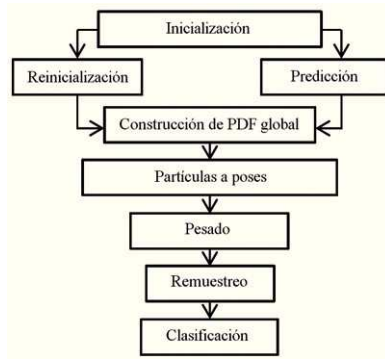 Inicialización
Reinicialización
Predicción
Construcción de PDF global
Partículas a poses
Pesado
Remuestreo
Clasificación